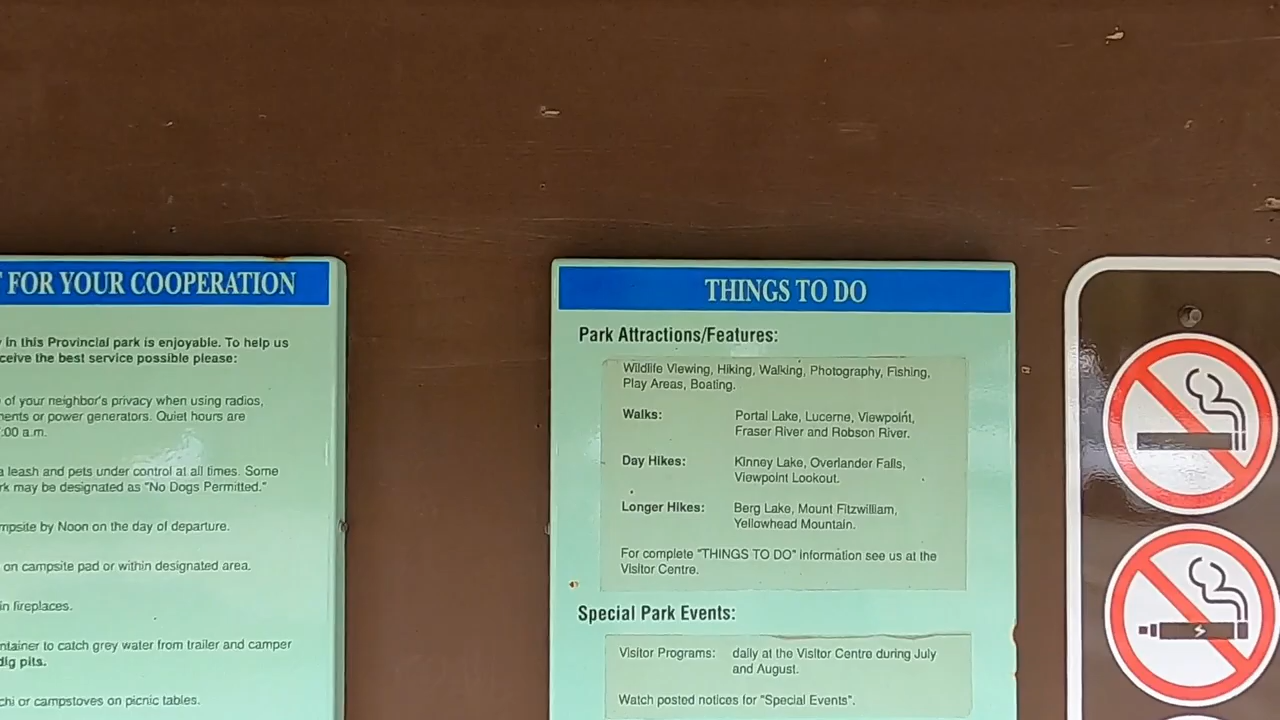 FOR YOUR COOPERATION
in this Provincial park is enjoyable. To help us
the best service possible please:
of your neighbor's privacy when using radios,
or power generators. Quiet hours are
:00 a.m.
a leash and pets under control at all times. Some
may be designated as "No Dogs Permitted."
by Noon on the day of departure.
on campsite pad or within designated area.
in fireplaces.
to catch grey water from trailer and camper
dig pits.
or campstoves on picnic tables.
THINGS TO DO
Park Attractions/Features:
Wildlife Viewing, Hiking, Walking, Photography, Fishing,
Play Areas, Boating.
Walks: Portal Lake, Lucerne, Viewpoint,
Fraser River and Robson River.
Day Hikes: Kinney Lake, Overlander Falls,
Viewpoint Lookout.
Longer Hikes: Berg Lake, Mount Fitzwilliam,
Yellowhead Mountain.
For complete "THINGS TO DO" information see us at the
Visitor Centre.
Special Park Events:
Visitor Programs: daily at the Visitor Centre during July
and August.
Watch posted notices for "Special Events".